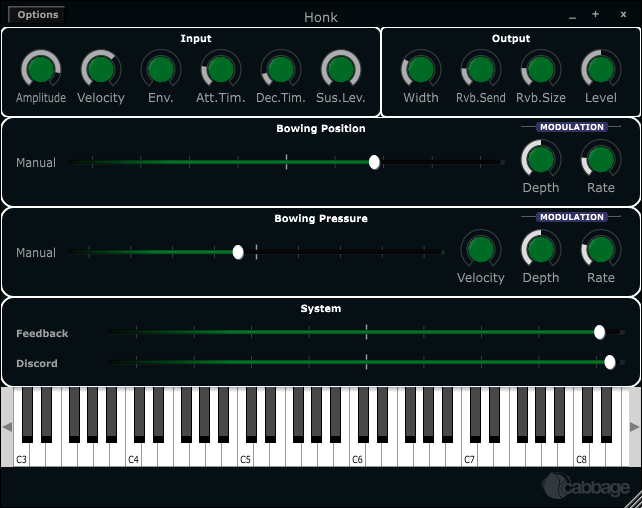 Options
Honk
Input
Output
Amplitude Velocity Env. Att.Tim. Dec.Tim. Sus.Lev.
Width Rvb.Send Rvb.Size Level
Bowing Position
MODULATION
Manual
Depth Rate
Bowing Pressure
MODULATION
Manual
Velocity Depth Rate
System
Feedback
Discord
C3 C4 C5 C6 C7 C8
cabbage